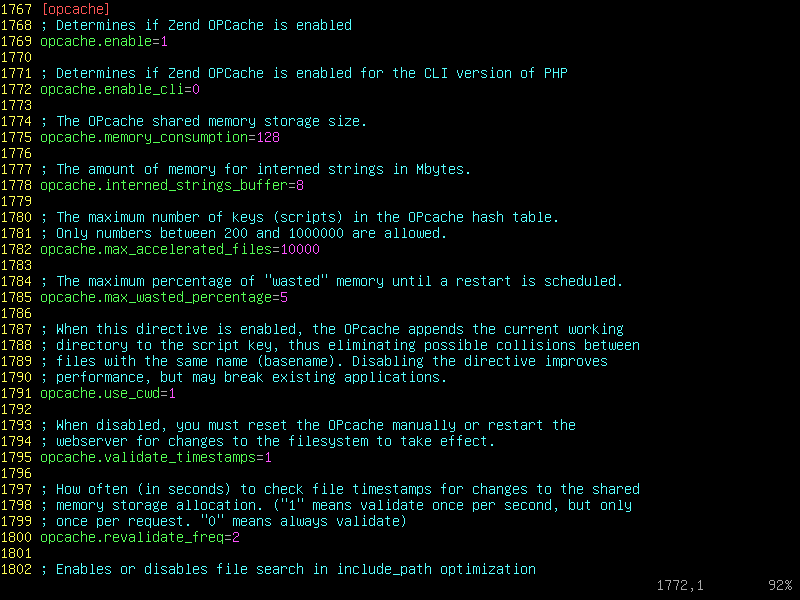 1767 [opcache]
1768 ; Determines if Zend OPCache is enabled
1769 opcache.enable=1
1770
1771 ; Determines if Zend OPCache is enabled for the CLI version of PHP
1772 opcache.enable_cli=0
1773
1774 ; The OPcache shared memory storage size.
1775 opcache.memory_consumption=128
1776
1777 ; The amount of memory for interned strings in Mbytes.
1778 opcache.interned_strings_buffer=8
1779
1780 ; The maximum number of keys (scripts) in the OPcache hash table.
1781 ; Only numbers between 200 and 1000000 are allowed.
1782 opcache.max_accelerated_files=10000
1783
1784 ; The maximum percentage of "wasted" memory until a restart is scheduled.
1785 opcache.max_wasted_percentage=5
1786
1787 ; When this directive is enabled, the OPcache appends the current working
1788 ; directory to the script key, thus eliminating possible collisions between
1789 ; files with the same name (basename). Disabling the directive improves
1790 ; performance, but may break existing applications.
1791 opcache.use_cwd=1
1792
1793 ; When disabled, you must reset the OPcache manually or restart the
1794 ; webserver for changes to the filesystem to take effect.
1795 opcache.validate_timestamps=1
1796
1797 ; How often (in seconds) to check file timestamps for changes to the shared
1798 ; memory storage allocation. ("1" means validate once per second, but only
1799 ; once per request. "0" means always validate)
1800 opcache.revalidate_freq=2
1801
1802 ; Enables or disables file search in include_path optimization
1772,1 92%